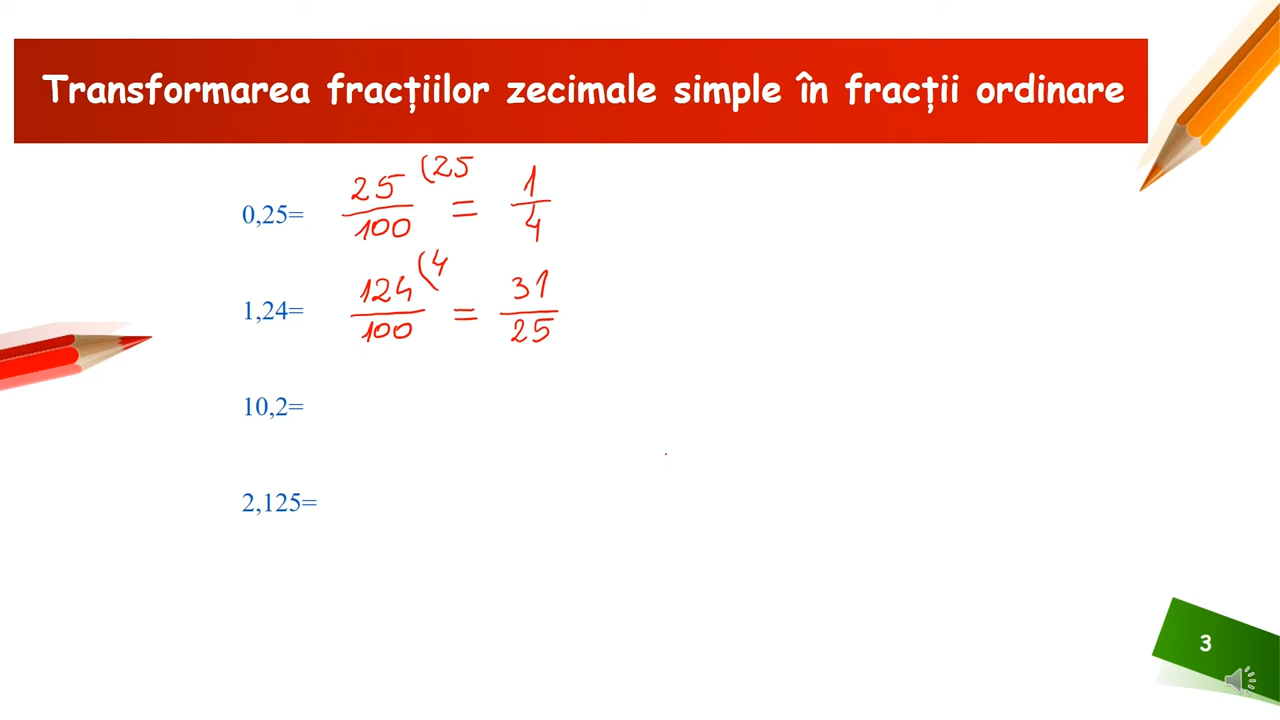 Transformarea fracțiilor zecimale simple în fracții ordinare
0,25= 25/100 (25 = 1/4
1,24= 124/100 (4 = 31/25
10,2=
2,125=
3